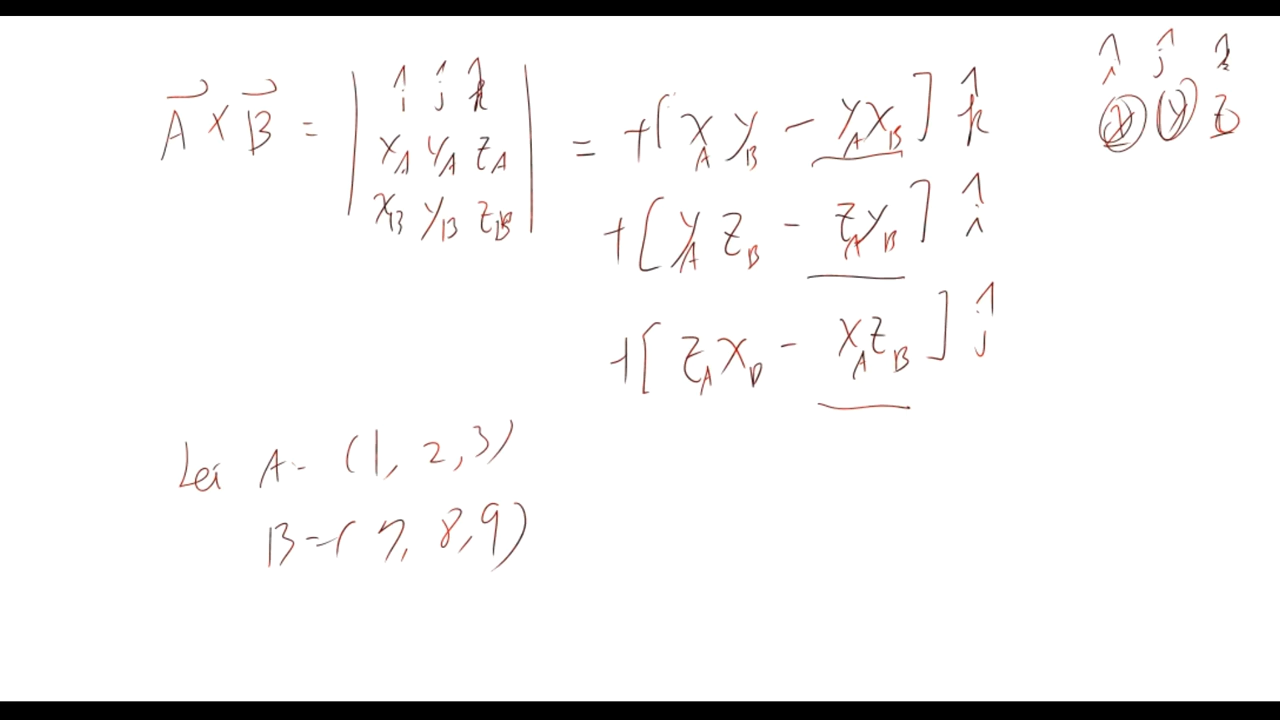 A⃗ × B⃗ = | î ĵ k̂ | = +[ x_A y_B − y_A x_B ] k̂
| x_A y_A z_A |
| x_B y_B z_B |
+[ y_A z_B − z_A y_B ] î
+[ z_A x_B − x_A z_B ] ĵ
î ĵ k̂
x y z
Let A = (1, 2, 3)
B = (7, 8, 9)